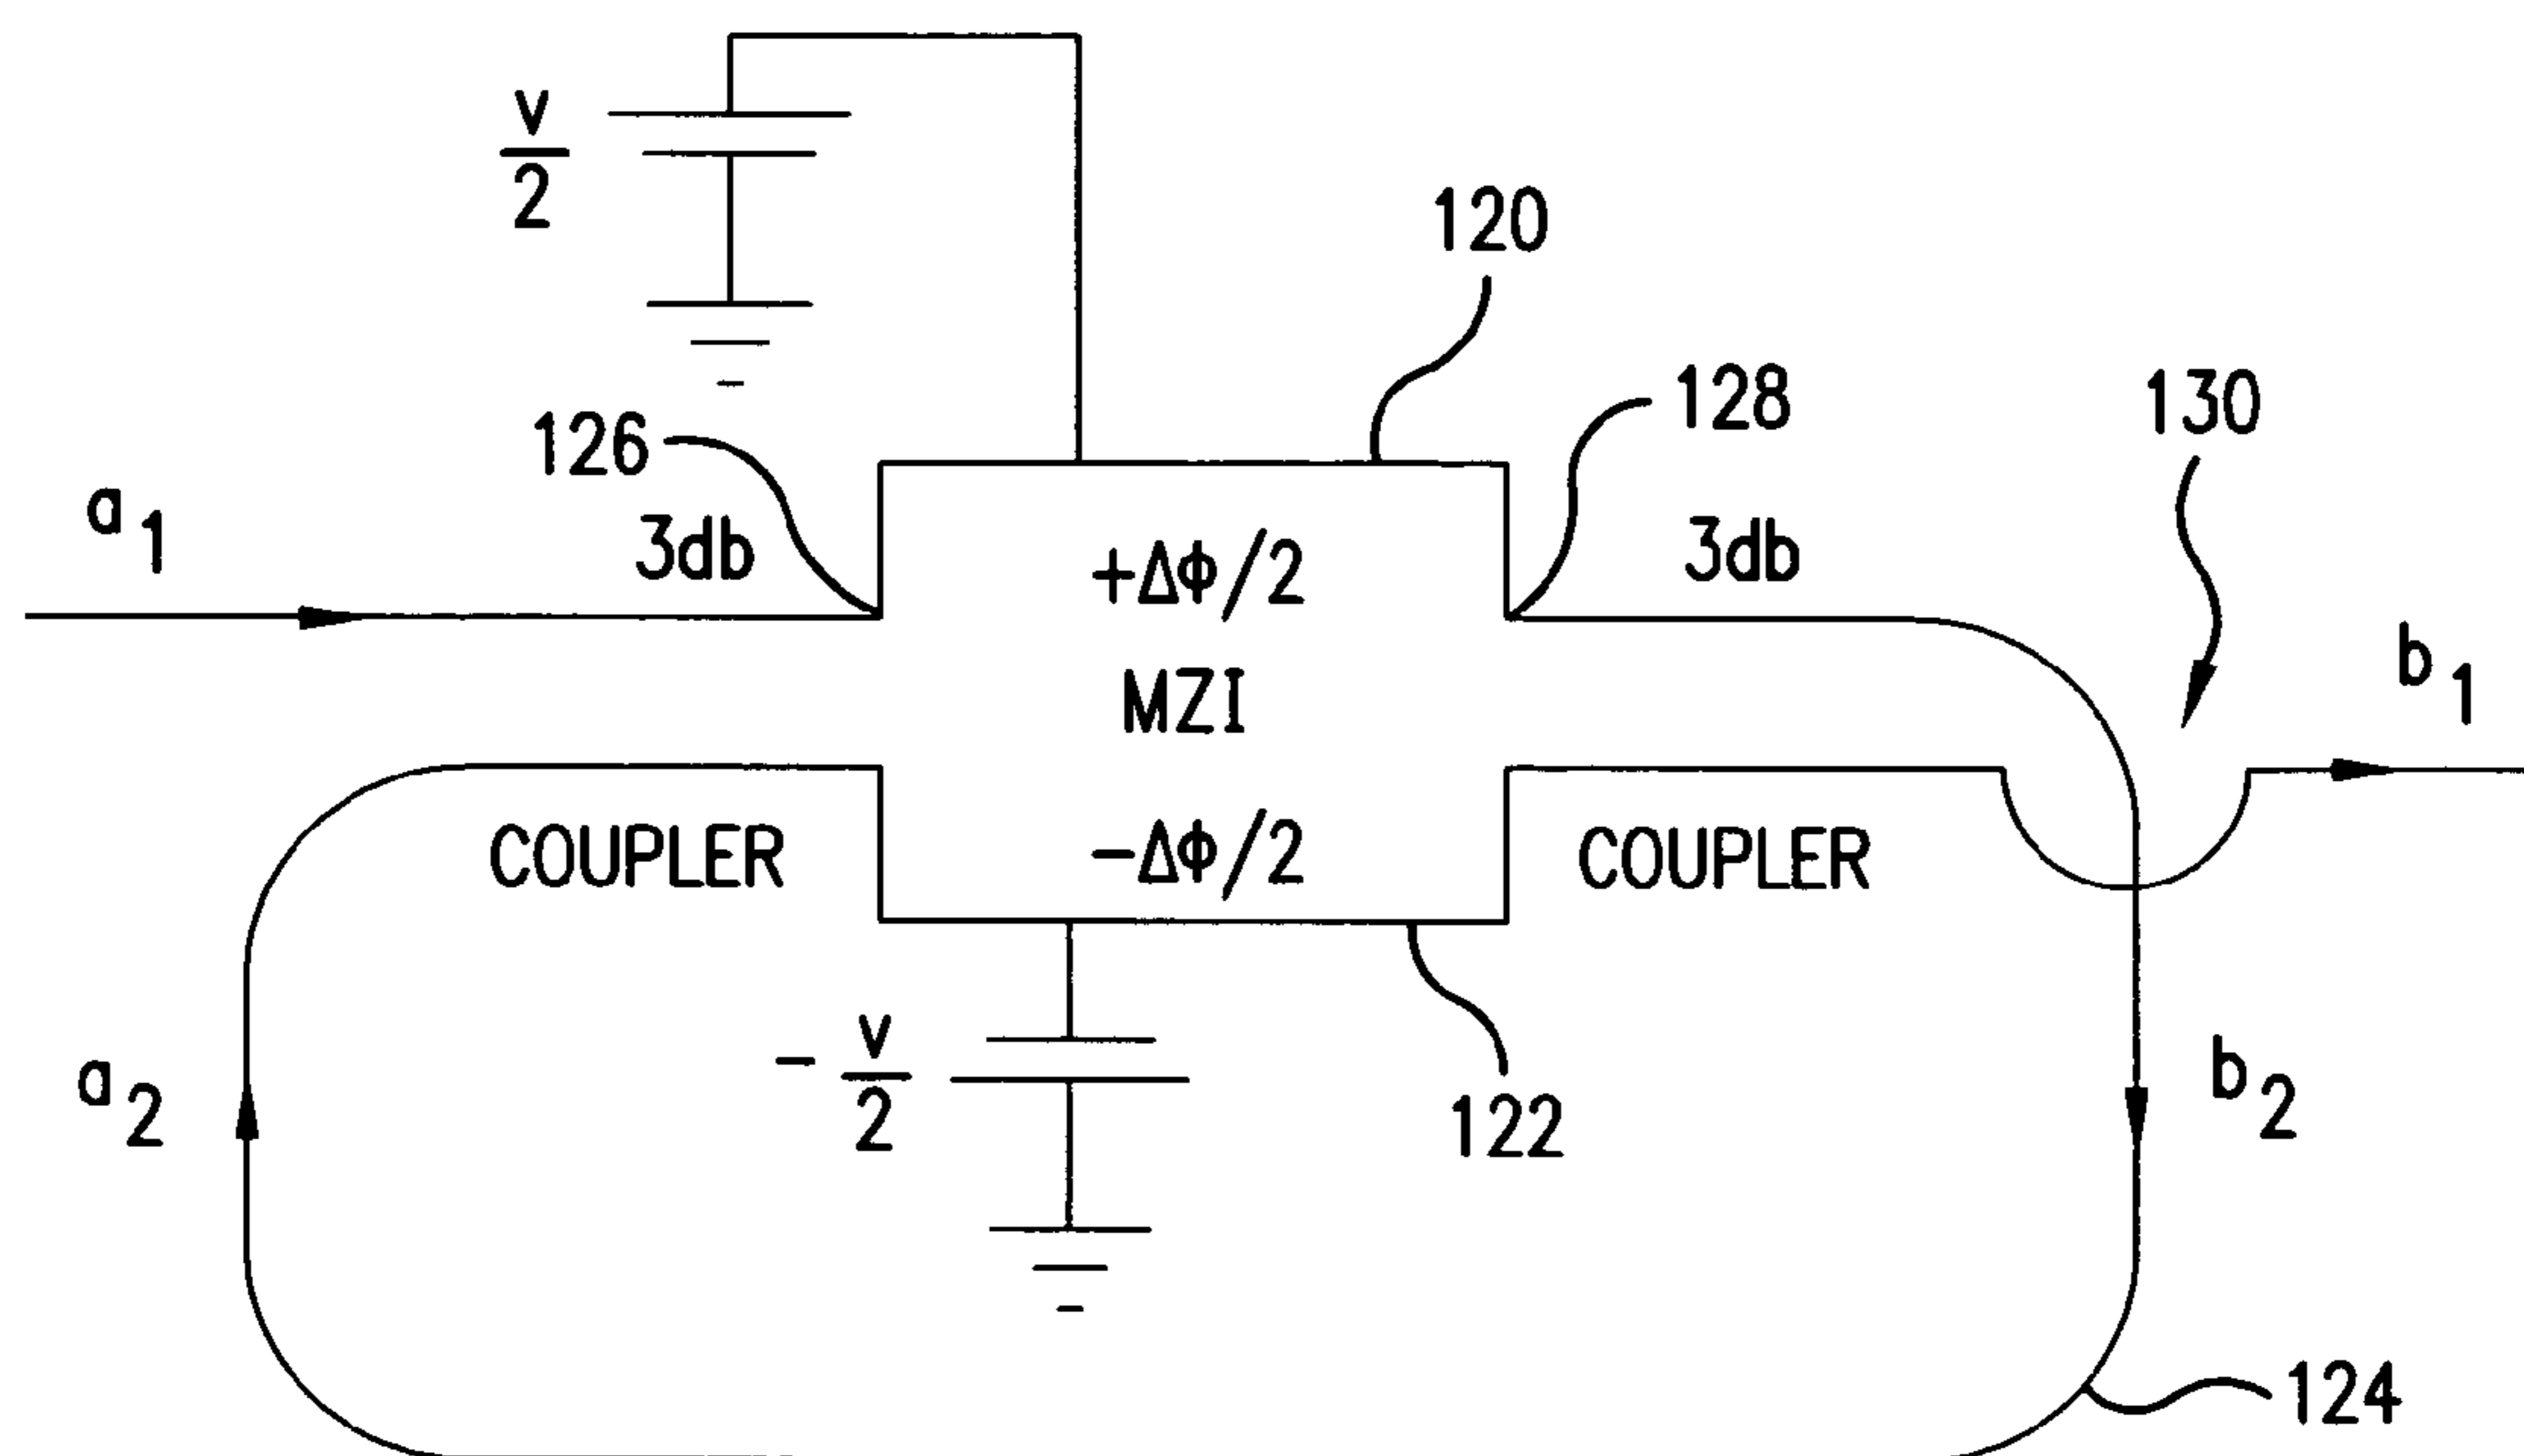 v
2
120
128
130
126
a1
3db
3db
+Δϕ/2
b1
MZI
COUPLER
-Δϕ/2
COUPLER
a2
- v
2
b2
122
124